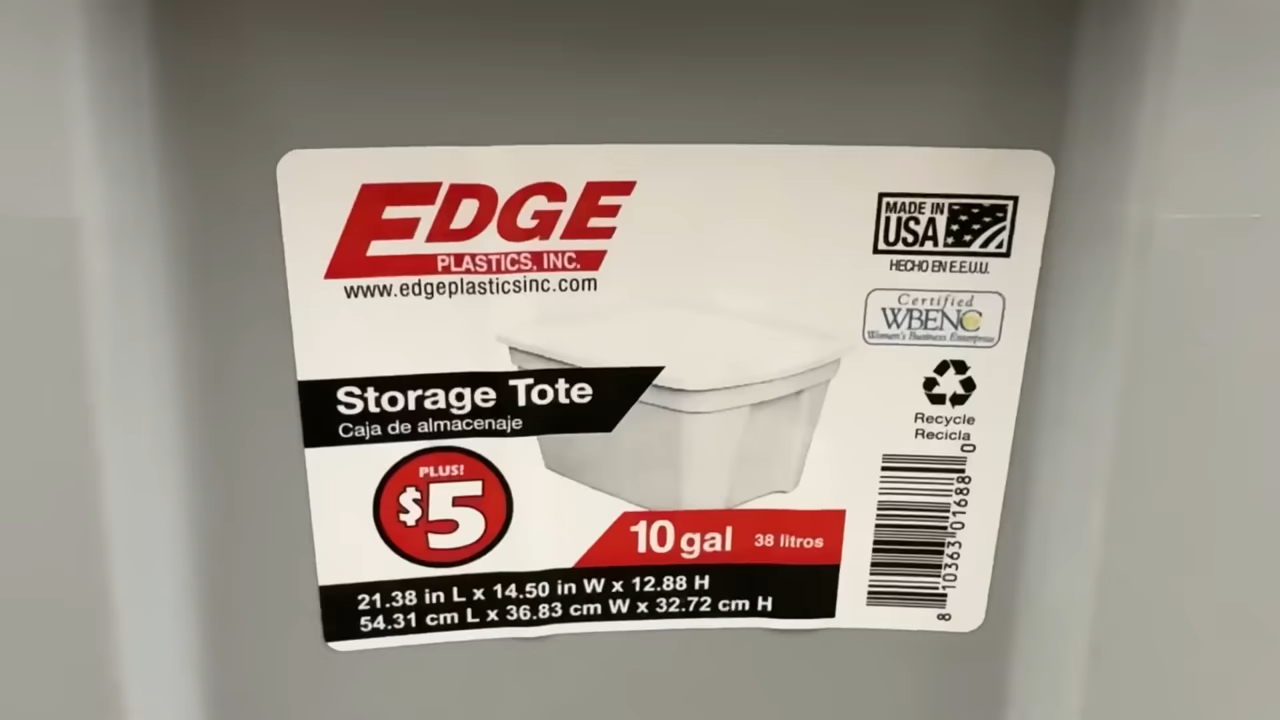 EDGE
PLASTICS, INC.
www.edgeplasticsinc.com
MADE IN
USA
HECHO EN E.E.U.U.
Certified
WBENC
Women's Business Enterprise
Recycle
Recicla
Storage Tote
Caja de almacenaje
PLUS!
$5
10 gal 38 litros
21.38 in L x 14.50 in W x 12.88 H
54.31 cm L x 36.83 cm W x 32.72 cm H
8 10363 01688 0